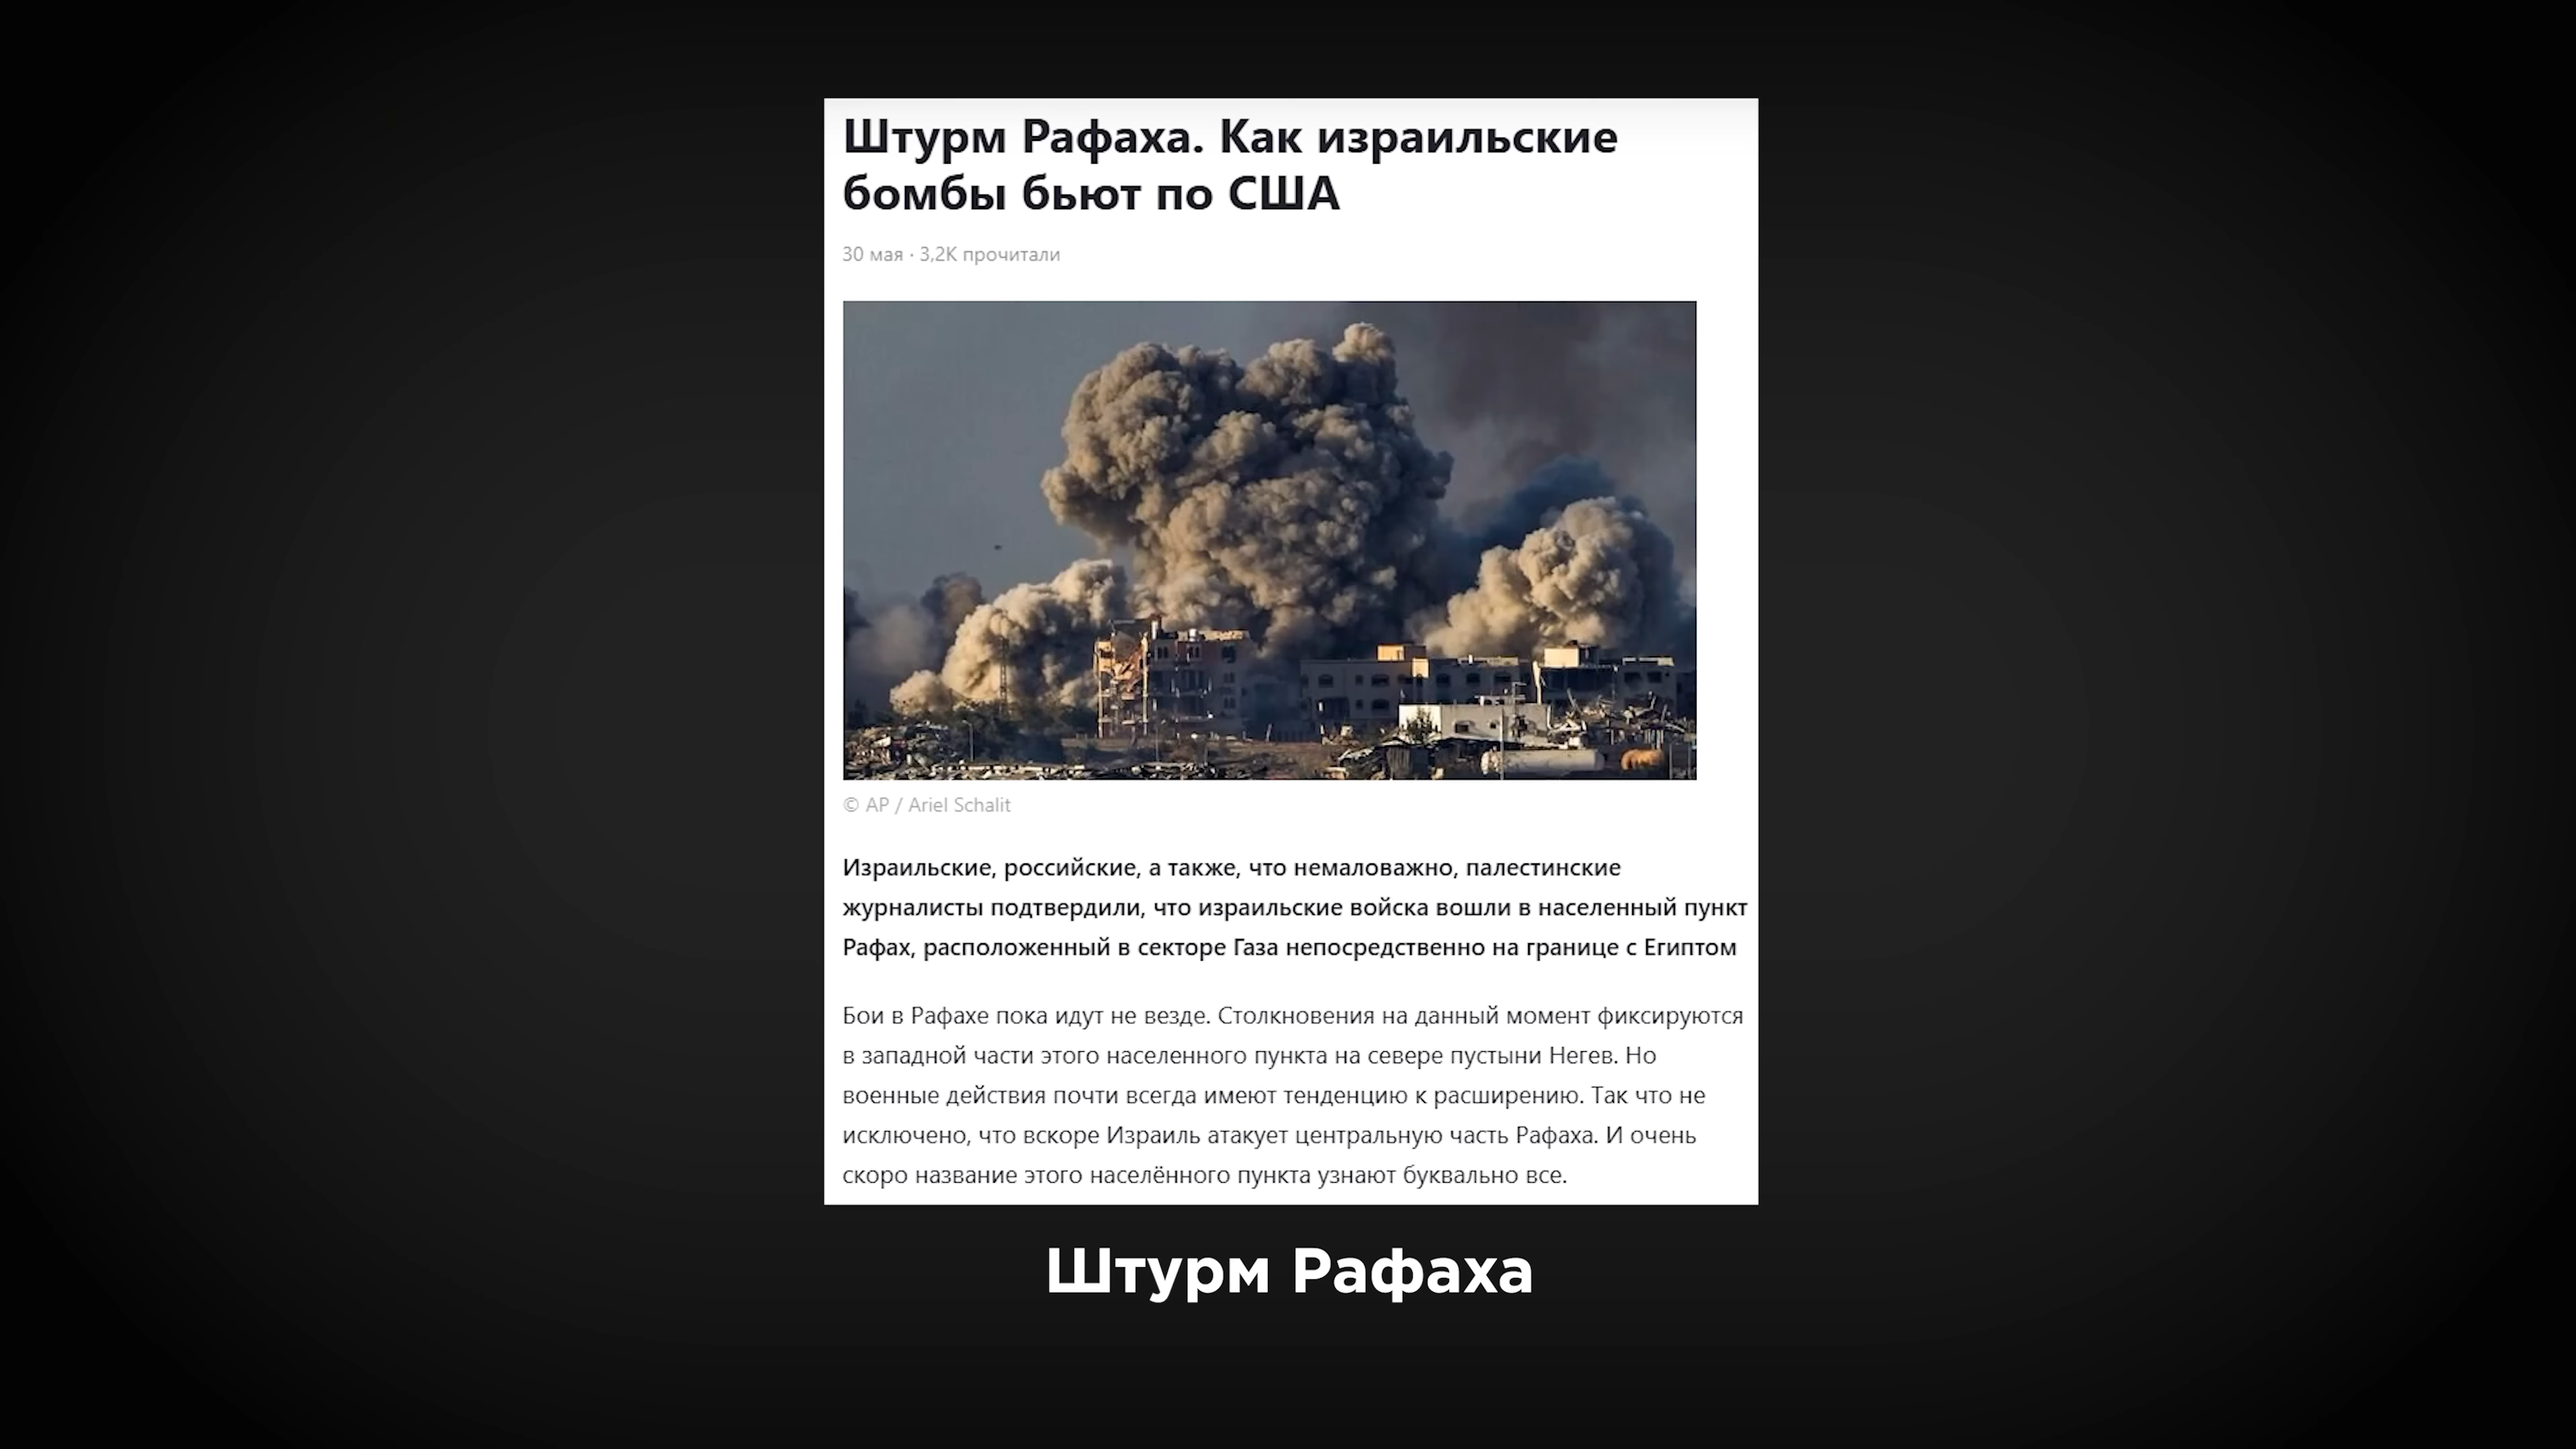 Штурм Рафаха. Как израильские
бомбы бьют по США
30 мая · 3,2К прочитали
© AP / Ariel Schalit
Израильские, российские, а также, что немаловажно, палестинские
журналисты подтвердили, что израильские войска вошли в населенный пункт
Рафах, расположенный в секторе Газа непосредственно на границе с Египтом
Бои в Рафахе пока идут не везде. Столкновения на данный момент фиксируются
в западной части этого населенного пункта на севере пустыни Негев. Но
военные действия почти всегда имеют тенденцию к расширению. Так что не
исключено, что вскоре Израиль атакует центральную часть Рафаха. И очень
скоро название этого населённого пункта узнают буквально все.
Штурм Рафаха